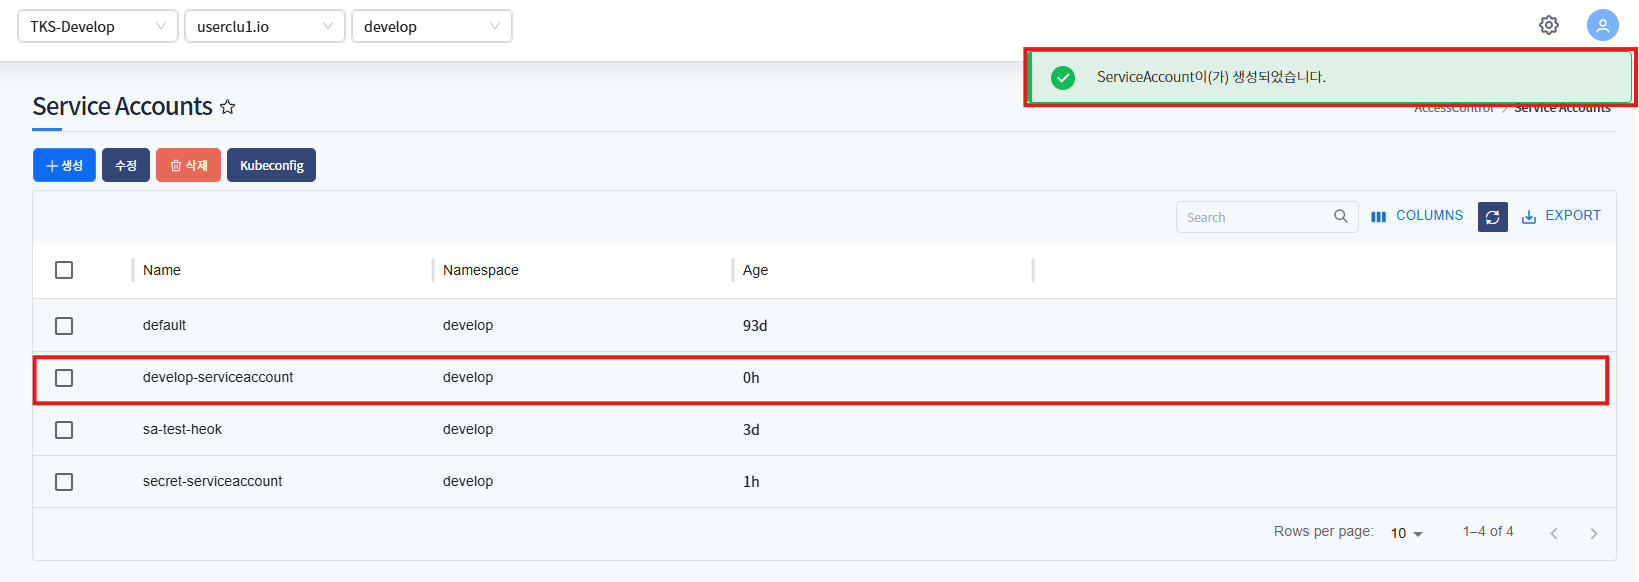 TKS-Develop userclu1.io develop
ServiceAccount이(가) 생성되었습니다.
Service Accounts
AccessControl > Service Accounts
생성 수정 삭제 Kubeconfig
Search COLUMNS EXPORT
Name Namespace Age
default develop 93d
develop-serviceaccount develop 0h
sa-test-heok develop 3d
secret-serviceaccount develop 1h
Rows per page: 10 1–4 of 4